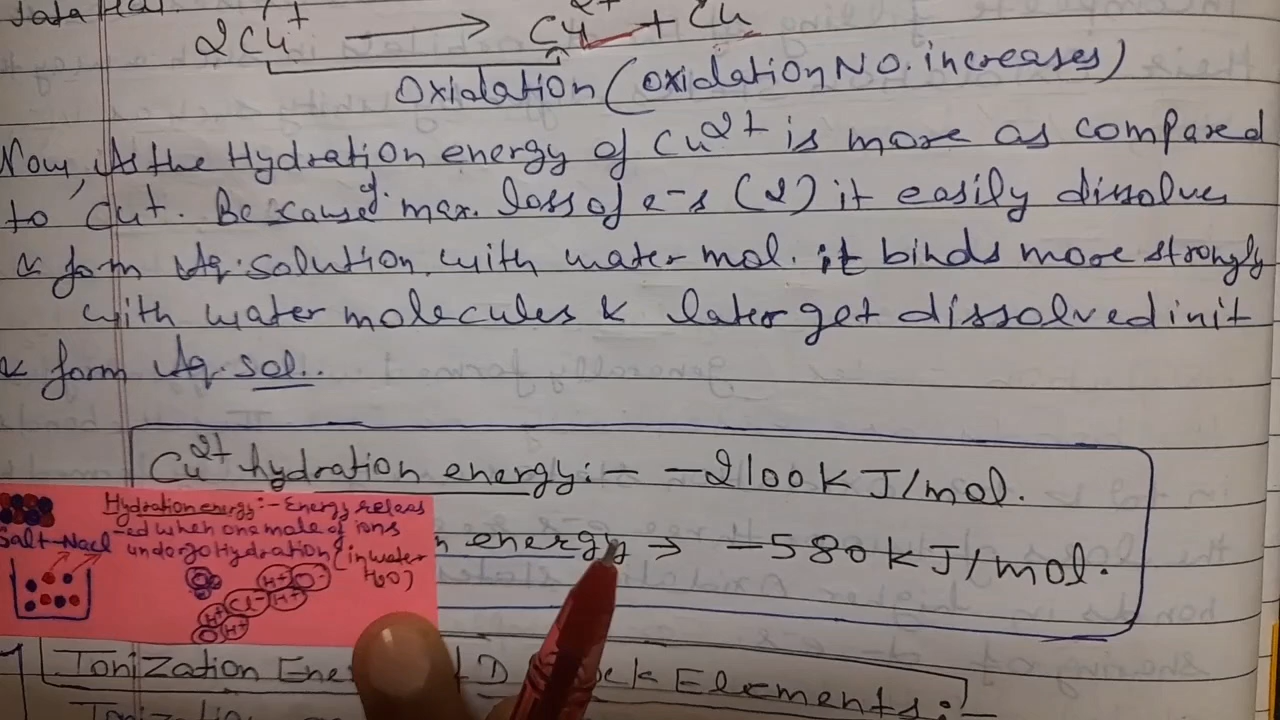 2Cu⁺ → Cu²⁺ + Cu
Oxidation (oxidation NO. increases)
Now, As the Hydration energy of Cu²⁺ is more as compared
to Cu⁺. Because of max. loss of e⁻s (2) it easily dissolves
& form Aq. solution with water mol. it binds more strongly
with water molecules & later get dissolved in it
& form Aq. sol..
Cu²⁺ hydration energy:- -2100 kJ/mol.
n energy → -580 kJ/mol.
Hydration energy:- Energy releas
-ed when one mole of ions
undergo Hydration (in water
H2O)
Salt-Nacl
H+ O-
Cl- H+
H+
O H+
Ionization Ene D ck Elements:-
Ionization